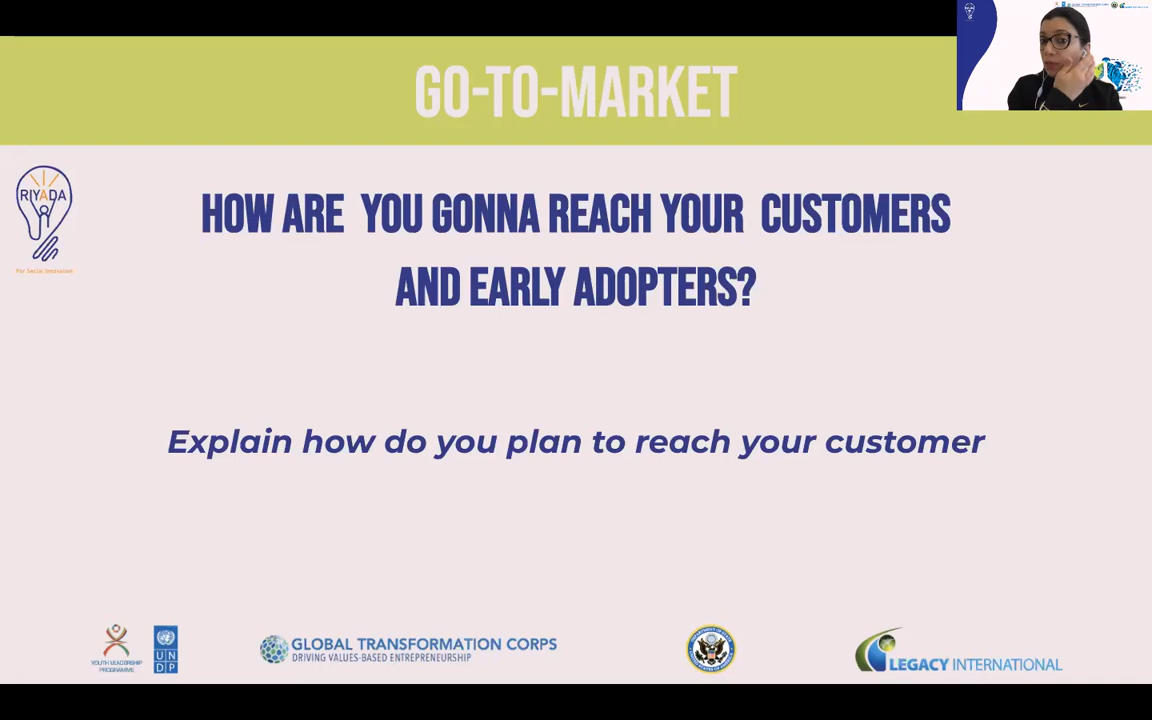 GO-TO-MARKET
RIYADA
For Social Innovation
HOW ARE YOU GONNA REACH YOUR CUSTOMERS
AND EARLY ADOPTERS?
Explain how do you plan to reach your customer
YOUTH LEADERSHIP
PROGRAMME
U N
D P
GLOBAL TRANSFORMATION CORPS
DRIVING VALUES-BASED ENTREPRENEURSHIP
LEGACY INTERNATIONAL